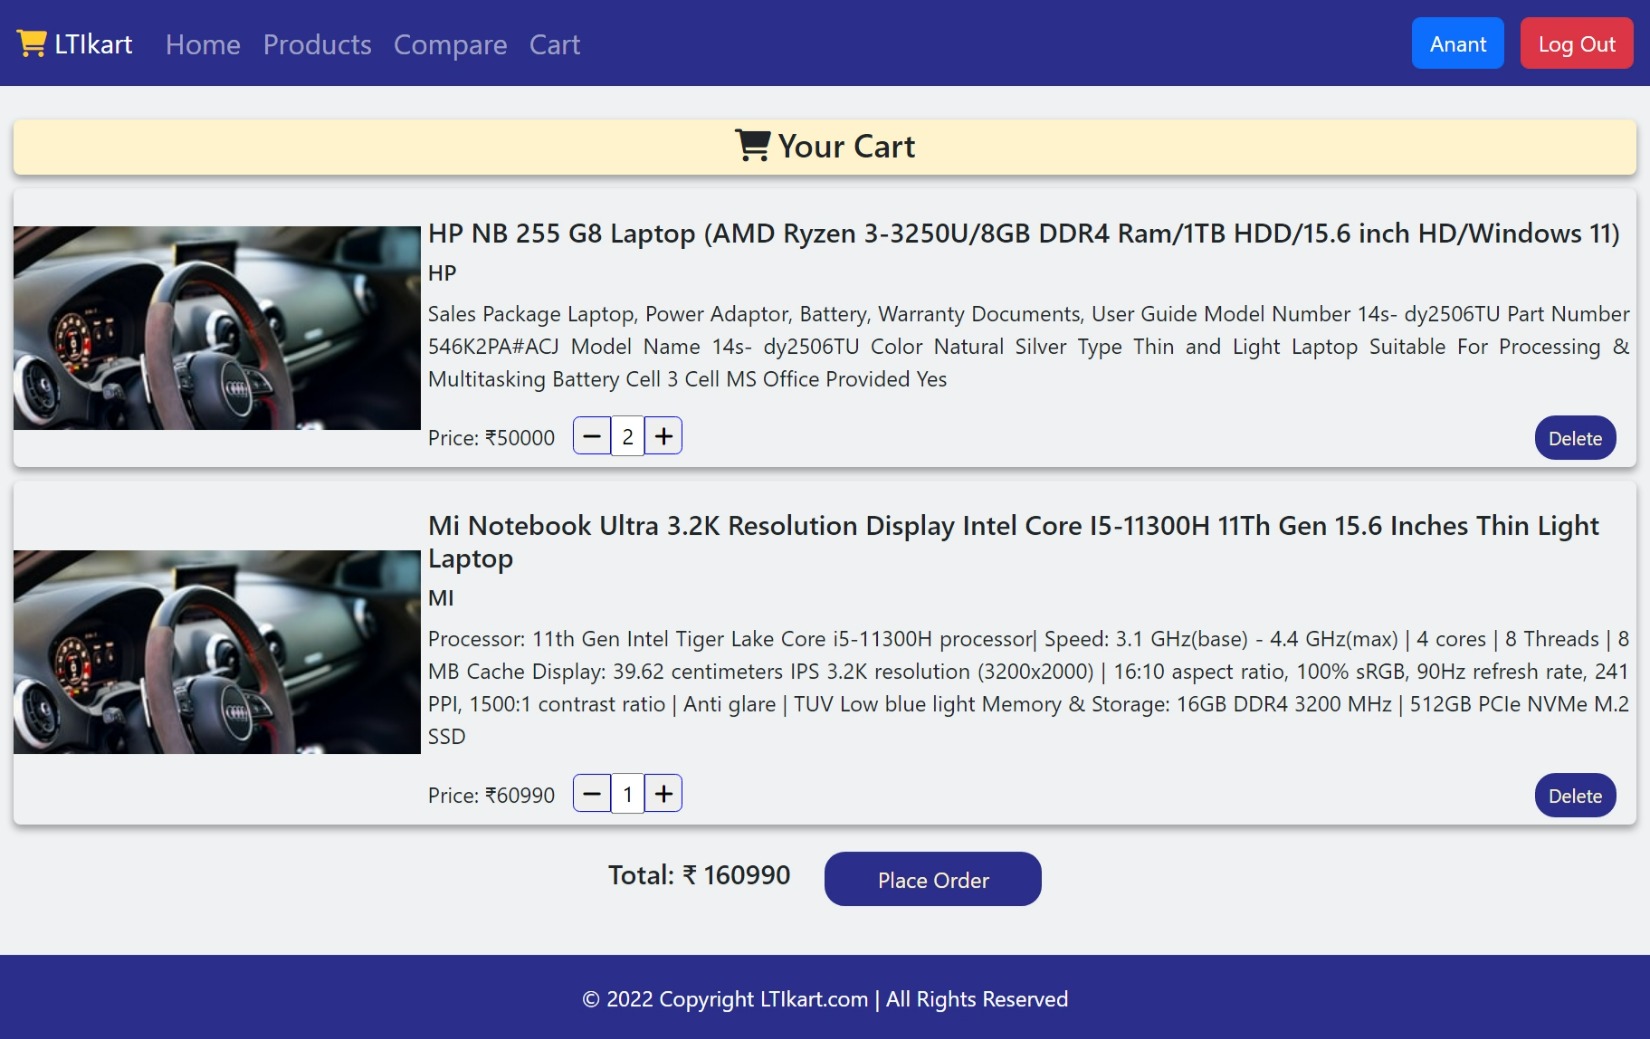 LTIkart Home Products Compare Cart Anant Log Out
Your Cart
HP NB 255 G8 Laptop (AMD Ryzen 3-3250U/8GB DDR4 Ram/1TB HDD/15.6 inch HD/Windows 11)
HP
Sales Package Laptop, Power Adaptor, Battery, Warranty Documents, User Guide Model Number 14s- dy2506TU Part Number
546K2PA#ACJ Model Name 14s- dy2506TU Color Natural Silver Type Thin and Light Laptop Suitable For Processing &
Multitasking Battery Cell 3 Cell MS Office Provided Yes
Price: ₹50000 − 2 + Delete
Mi Notebook Ultra 3.2K Resolution Display Intel Core I5-11300H 11Th Gen 15.6 Inches Thin Light
Laptop
MI
Processor: 11th Gen Intel Tiger Lake Core i5-11300H processor| Speed: 3.1 GHz(base) - 4.4 GHz(max) | 4 cores | 8 Threads | 8
MB Cache Display: 39.62 centimeters IPS 3.2K resolution (3200x2000) | 16:10 aspect ratio, 100% sRGB, 90Hz refresh rate, 241
PPI, 1500:1 contrast ratio | Anti glare | TUV Low blue light Memory & Storage: 16GB DDR4 3200 MHz | 512GB PCIe NVMe M.2
SSD
Price: ₹60990 − 1 + Delete
Total: ₹ 160990 Place Order
© 2022 Copyright LTIkart.com | All Rights Reserved